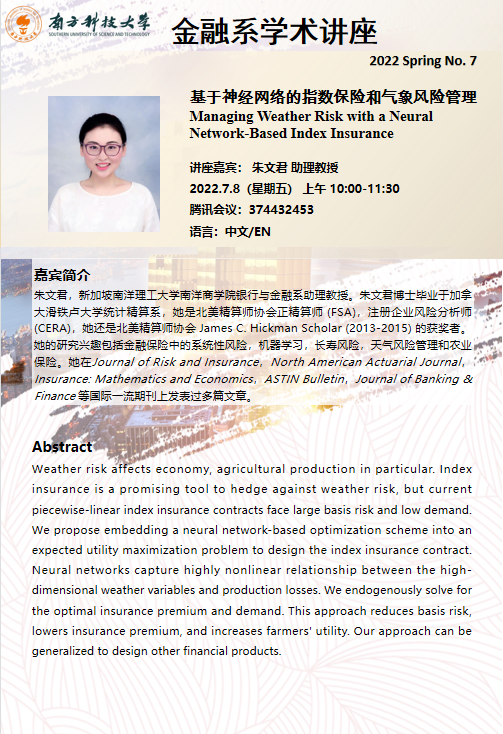 南方科技大学
SOUTHERN UNIVERSITY OF SCIENCE AND TECHNOLOGY
金融系学术讲座
2022 Spring No. 7
基于神经网络的指数保险和气象风险管理
Managing Weather Risk with a Neural
Network-Based Index Insurance
讲座嘉宾： 朱文君 助理教授
2022.7.8（星期五） 上午 10:00-11:30
腾讯会议：374432453
语言：中文/EN
嘉宾简介
朱文君，新加坡南洋理工大学南洋商学院银行与金融系助理教授。朱文君博士毕业于加拿
大滑铁卢大学统计精算系，她是北美精算师协会正精算师 (FSA)，注册企业风险分析师
(CERA)，她还是北美精算师协会 James C. Hickman Scholar (2013-2015) 的获奖者。
她的研究兴趣包括金融保险中的系统性风险，机器学习，长寿风险，天气风险管理和农业
保险。她在Journal of Risk and Insurance，North American Actuarial Journal，
Insurance: Mathematics and Economics，ASTIN Bulletin，Journal of Banking &
Finance 等国际一流期刊上发表过多篇文章。
Abstract
Weather risk affects economy, agricultural production in particular. Index
insurance is a promising tool to hedge against weather risk, but current
piecewise-linear index insurance contracts face large basis risk and low demand.
We propose embedding a neural network-based optimization scheme into an
expected utility maximization problem to design the index insurance contract.
Neural networks capture highly nonlinear relationship between the high-
dimensional weather variables and production losses. We endogenously solve for
the optimal insurance premium and demand. This approach reduces basis risk,
lowers insurance premium, and increases farmers' utility. Our approach can be
generalized to design other financial products.